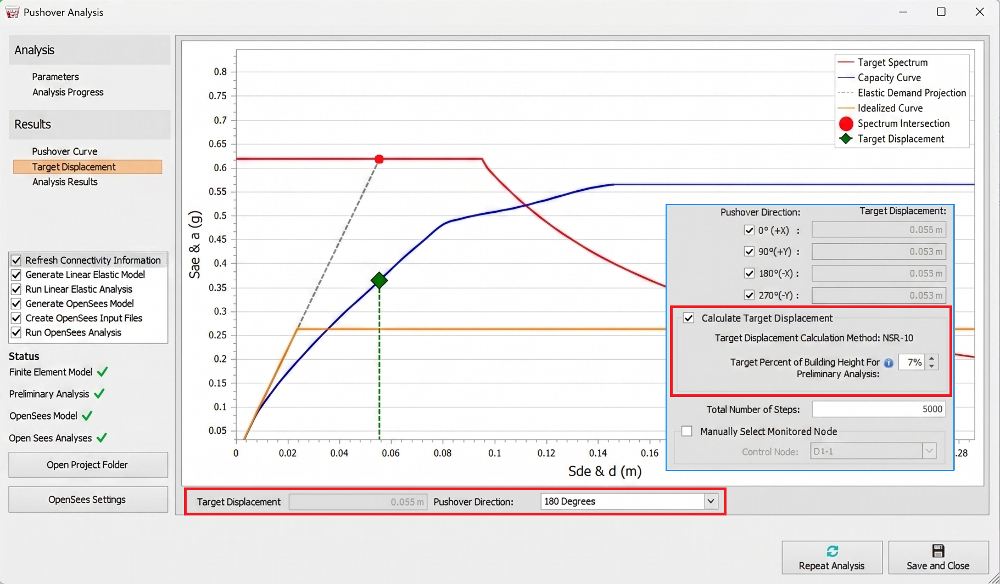 Pushover Analysis
Analysis
Parameters
Analysis Progress
Results
Pushover Curve
Target Displacement
Analysis Results
Refresh Connectivity Information
Generate Linear Elastic Model
Run Linear Elastic Analysis
Generate OpenSees Model
Create OpenSees Input Files
Run OpenSees Analysis
Status
Finite Element Model
Preliminary Analysis
OpenSees Model
Open Sees Analyses
Open Project Folder
OpenSees Settings
Sae & a (g)
0.8
0.75
0.7
0.65
0.6
0.55
0.5
0.45
0.4
0.35
0.3
0.25
0.2
0.15
0.1
0.05
0 0.02 0.04 0.06 0.08 0.1 0.12 0.14 0.16 .28
Sde & d (m)
Target Spectrum
Capacity Curve
Elastic Demand Projection
Idealized Curve
Spectrum Intersection
Target Displacement
Pushover Direction: Target Displacement:
0° (+X) : 0.055 m
90°(+Y) : 0.053 m
180°(-X) : 0.053 m
270°(-Y) : 0.053 m
Calculate Target Displacement
Target Displacement Calculation Method: NSR-10
Target Percent of Building Height For 7%
Preliminary Analysis:
Total Number of Steps: 5000
Manually Select Monitored Node
Control Node: D1-1
Target Displacement 0.055 m Pushover Direction: 180 Degrees
Repeat Analysis
Save and Close